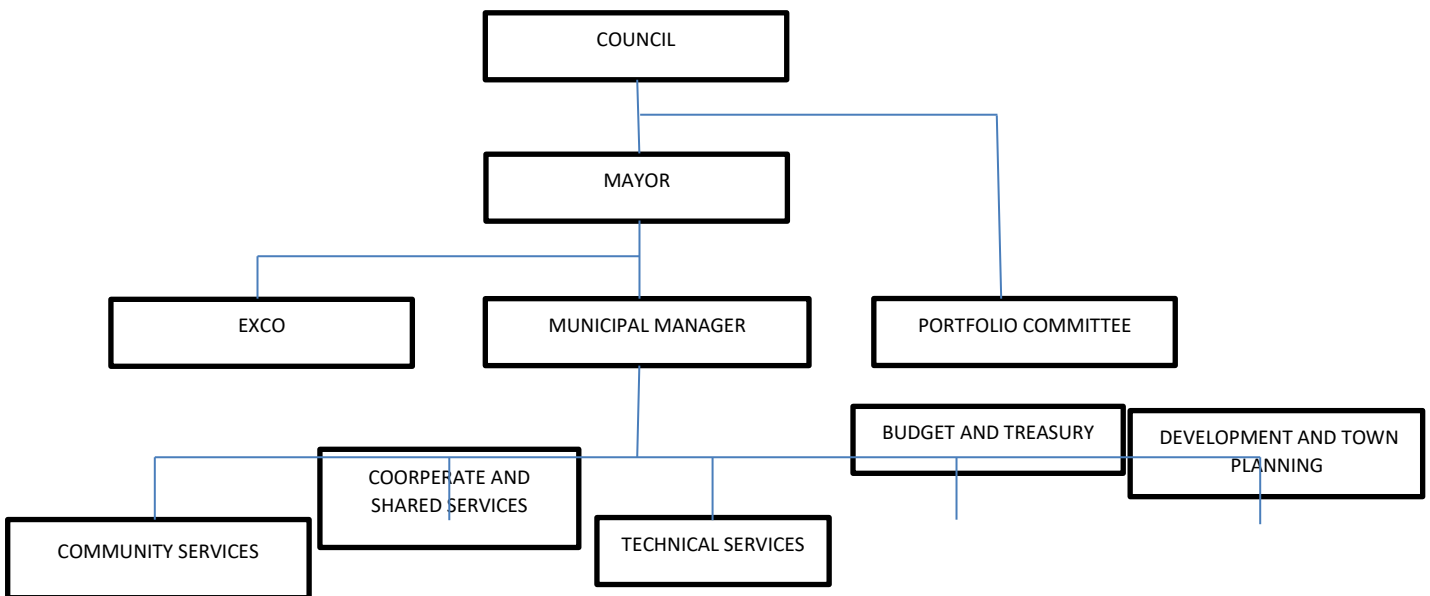 COUNCIL
MAYOR
EXCO
MUNICIPAL MANAGER
PORTFOLIO COMMITTEE
BUDGET AND TREASURY
DEVELOPMENT AND TOWN
PLANNING
COORPERATE AND
SHARED SERVICES
COMMUNITY SERVICES
TECHNICAL SERVICES